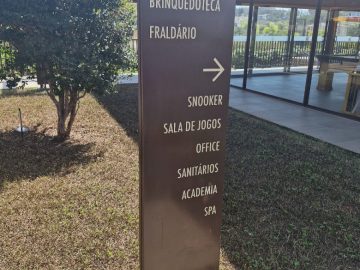 BRINQUEDOTECA
FRALDÁRIO
SNOOKER
SALA DE JOGOS
OFFICE
SANITÁRIOS
ACADEMIA
SPA